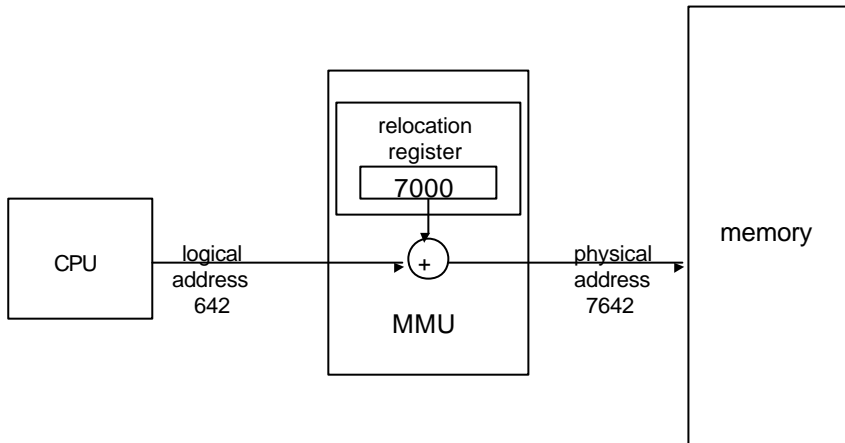 relocation
register
7000
memory
CPU
logical
address
642
+
physical
address
7642
MMU